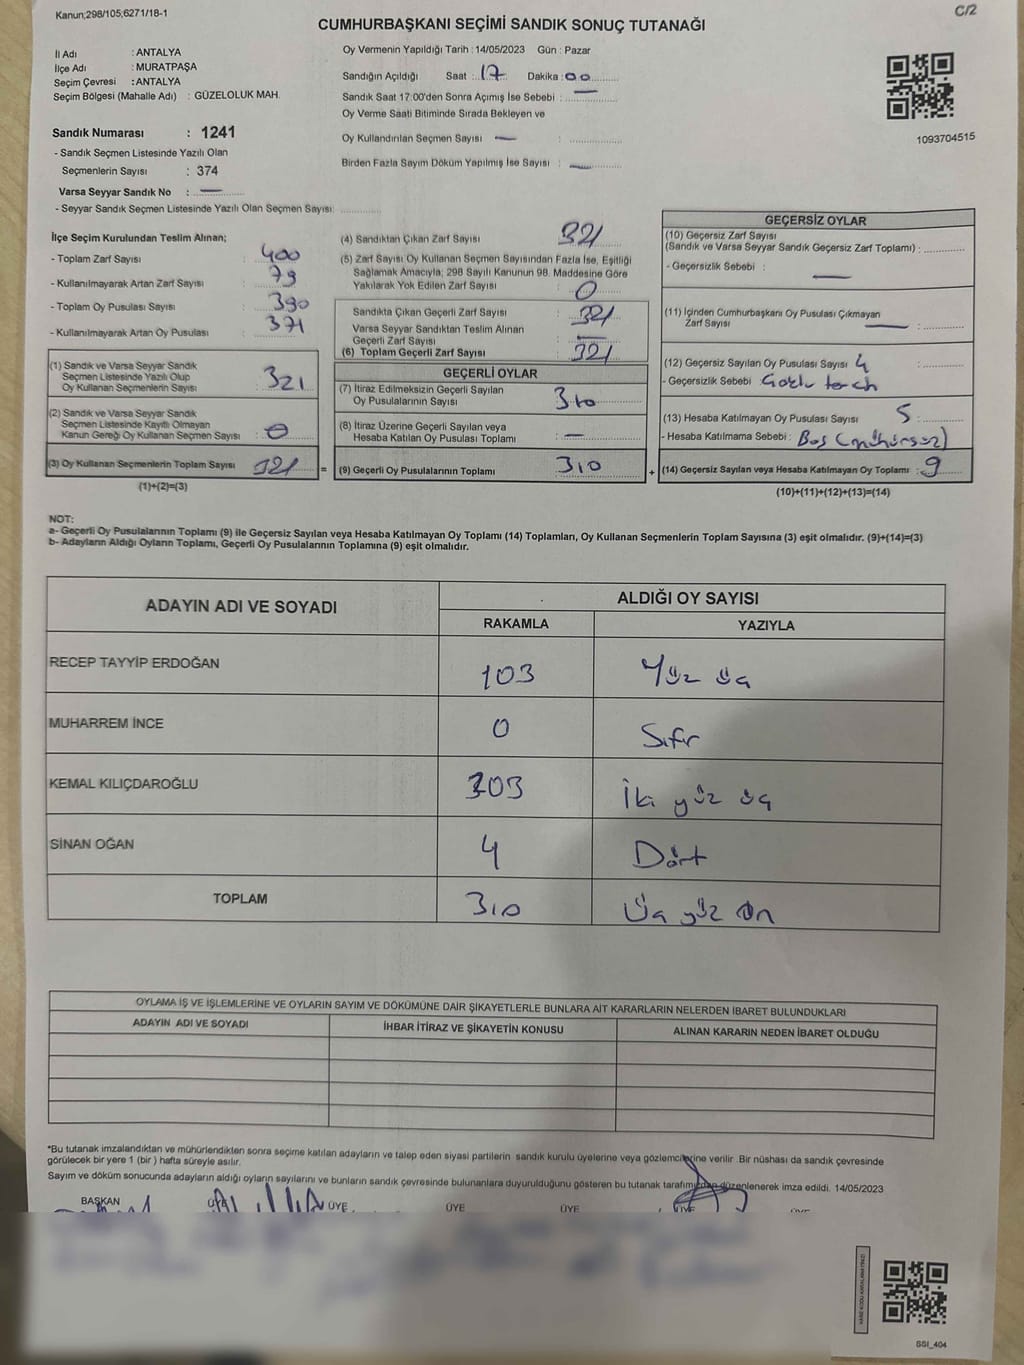 Kanun;298/105;6271/18-1
C/2
CUMHURBAŞKANI SEÇİMİ SANDIK SONUÇ TUTANAĞI
İl Adı : ANTALYA
İlçe Adı : MURATPAŞA
Seçim Çevresi : ANTALYA
Seçim Bölgesi (Mahalle Adı) : GÜZELOLUK MAH.
Sandık Numarası : 1241
- Sandık Seçmen Listesinde Yazılı Olan
Seçmenlerin Sayısı : 374
Varsa Seyyar Sandık No : —
- Seyyar Sandık Seçmen Listesinde Yazılı Olan Seçmen Sayısı:
Oy Vermenin Yapıldığı Tarih : 14/05/2023 Gün : Pazar
Sandığın Açıldığı Saat : 17 Dakika : 00
Sandık Saat 17:00'den Sonra Açımış İse Sebebi : —
Oy Verme Saati Bitiminde Sırada Bekleyen ve
Oy Kullandırılan Seçmen Sayısı — :
Birden Fazla Sayım Döküm Yapılmış İse Sayısı : —
1093704515
İlçe Seçim Kurulundan Teslim Alınan;
- Toplam Zarf Sayısı : 400
- Kullanılmayarak Artan Zarf Sayısı : 79
- Toplam Oy Pusulası Sayısı : 390
- Kullanılmayarak Artan Oy Pusulası :
(1) Sandık ve Varsa Seyyar Sandık
Seçmen Listesinde Yazılı Olup
Oy Kullanan Seçmenlerin Sayısı : 321
(2) Sandık ve Varsa Seyyar Sandık
Seçmen Listesinde Kayıtlı Olmayan
Kanun Gereği Oy Kullanan Seçmen Sayısı : 0
(3) Oy Kullanan Seçmenlerin Toplam Sayısı 321 =
(1)+(2)=(3)
(4) Sandıktan Çıkan Zarf Sayısı 321
(5) Zarf Sayısı Oy Kullanan Seçmen Sayısından Fazla İse, Eşitliği
Sağlamak Amacıyla; 298 Sayılı Kanunun 98. Maddesine Göre
Yakılarak Yok Edilen Zarf Sayısı 0
Sandıkta Çıkan Geçerli Zarf Sayısı : 321
Varsa Seyyar Sandıktan Teslim Alınan
Geçerli Zarf Sayısı : —
(6) Toplam Geçerli Zarf Sayısı : 321
GEÇERLİ OYLAR
(7) İtiraz Edilmeksizin Geçerli Sayılan
Oy Pusulalarının Sayısı 310
(8) İtiraz Üzerine Geçerli Sayılan veya
Hesaba Katılan Oy Pusulası Toplamı : —
(9) Geçerli Oy Pusulalarının Toplamı 310 +
GEÇERSİZ OYLAR
(10) Geçersiz Zarf Sayısı
(Sandık ve Varsa Seyyar Sandık Geçersiz Zarf Toplamı) :
- Geçersizlik Sebebi : —
(11) İçinden Cumhurbaşkanı Oy Pusulası Çıkmayan
Zarf Sayısı — :
(12) Geçersiz Sayılan Oy Pusulası Sayısı 4 :
- Geçersizlik Sebebi Çoklu tercih
(13) Hesaba Katılmayan Oy Pusulası Sayısı 5
- Hesaba Katılmama Sebebi : Boş (mühürsüz)
(14) Geçersiz Sayılan veya Hesaba Katılmayan Oy Toplamı : 9
(10)+(11)+(12)+(13)=(14)
NOT:
a- Geçerli Oy Pusulalarının Toplamı (9) ile Geçersiz Sayılan veya Hesaba Katılmayan Oy Toplamı (14) Toplamları, Oy Kullanan Seçmenlerin Toplam Sayısına (3) eşit olmalıdır. (9)+(14)=(3)
b- Adayların Aldığı Oyların Toplamı, Geçerli Oy Pusulalarının Toplamına (9) eşit olmalıdır.
ADAYIN ADI VE SOYADI
ALDIĞI OY SAYISI
RAKAMLA YAZIYLA
RECEP TAYYİP ERDOĞAN 103 Yüz üç
MUHARREM İNCE 0 Sıfır
KEMAL KILIÇDAROĞLU 203 İki yüz üç
SİNAN OĞAN 4 Dört
TOPLAM 310 Üç yüz on
OYLAMA İŞ VE İŞLEMLERİNE VE OYLARIN SAYIM VE DÖKÜMÜNE DAİR ŞİKAYETLERLE BUNLARA AİT KARARLARIN NELERDEN İBARET BULUNDUKLARI
ADAYIN ADI VE SOYADI İHBAR İTİRAZ VE ŞİKAYETİN KONUSU ALINAN KARARIN NEDEN İBARET OLDUĞU
*Bu tutanak imzalandıktan ve mühürlendikten sonra seçime katılan adayların ve talep eden siyasi partilerin sandık kurulu üyelerine veya gözlemcilerine verilir .Bir nüshası da sandık çevresinde
görülecek bir yere 1 (bir ) hafta süreyle asılır.
Sayım ve döküm sonucunda adayların aldığı oyların sayılarını ve bunların sandık çevresinde bulunanlara duyurulduğunu gösteren bu tutanak tarafımızdan düzenlenerek imza edildi. 14/05/2023
BAŞKAN ÜYE ÜYE ÜYE ÜYE ÜYE ÜYE
SSI_404